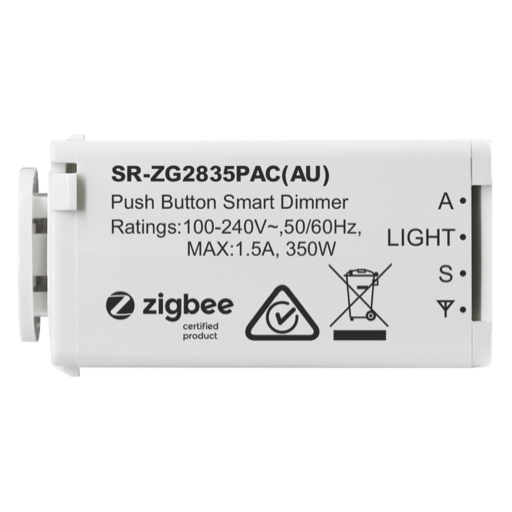 SR-ZG2835PAC(AU)
Push Button Smart Dimmer
Ratings:100-240V~,50/60Hz,
MAX:1.5A, 350W
zigbee
certified
product
A
LIGHT
S